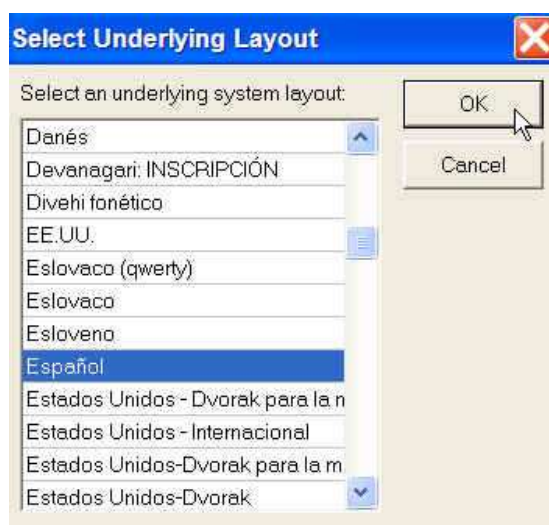 Select Underlying Layout
Select an underlying system layout:
OK
Cancel
Danés
Devanagari: INSCRIPCIÓN
Divehi fonético
EE.UU.
Eslovaco (qwerty)
Eslovaco
Esloveno
Español
Estados Unidos - Dvorak para la
Estados Unidos - Internacional
Estados Unidos-Dvorak para la
Estados Unidos-Dvorak